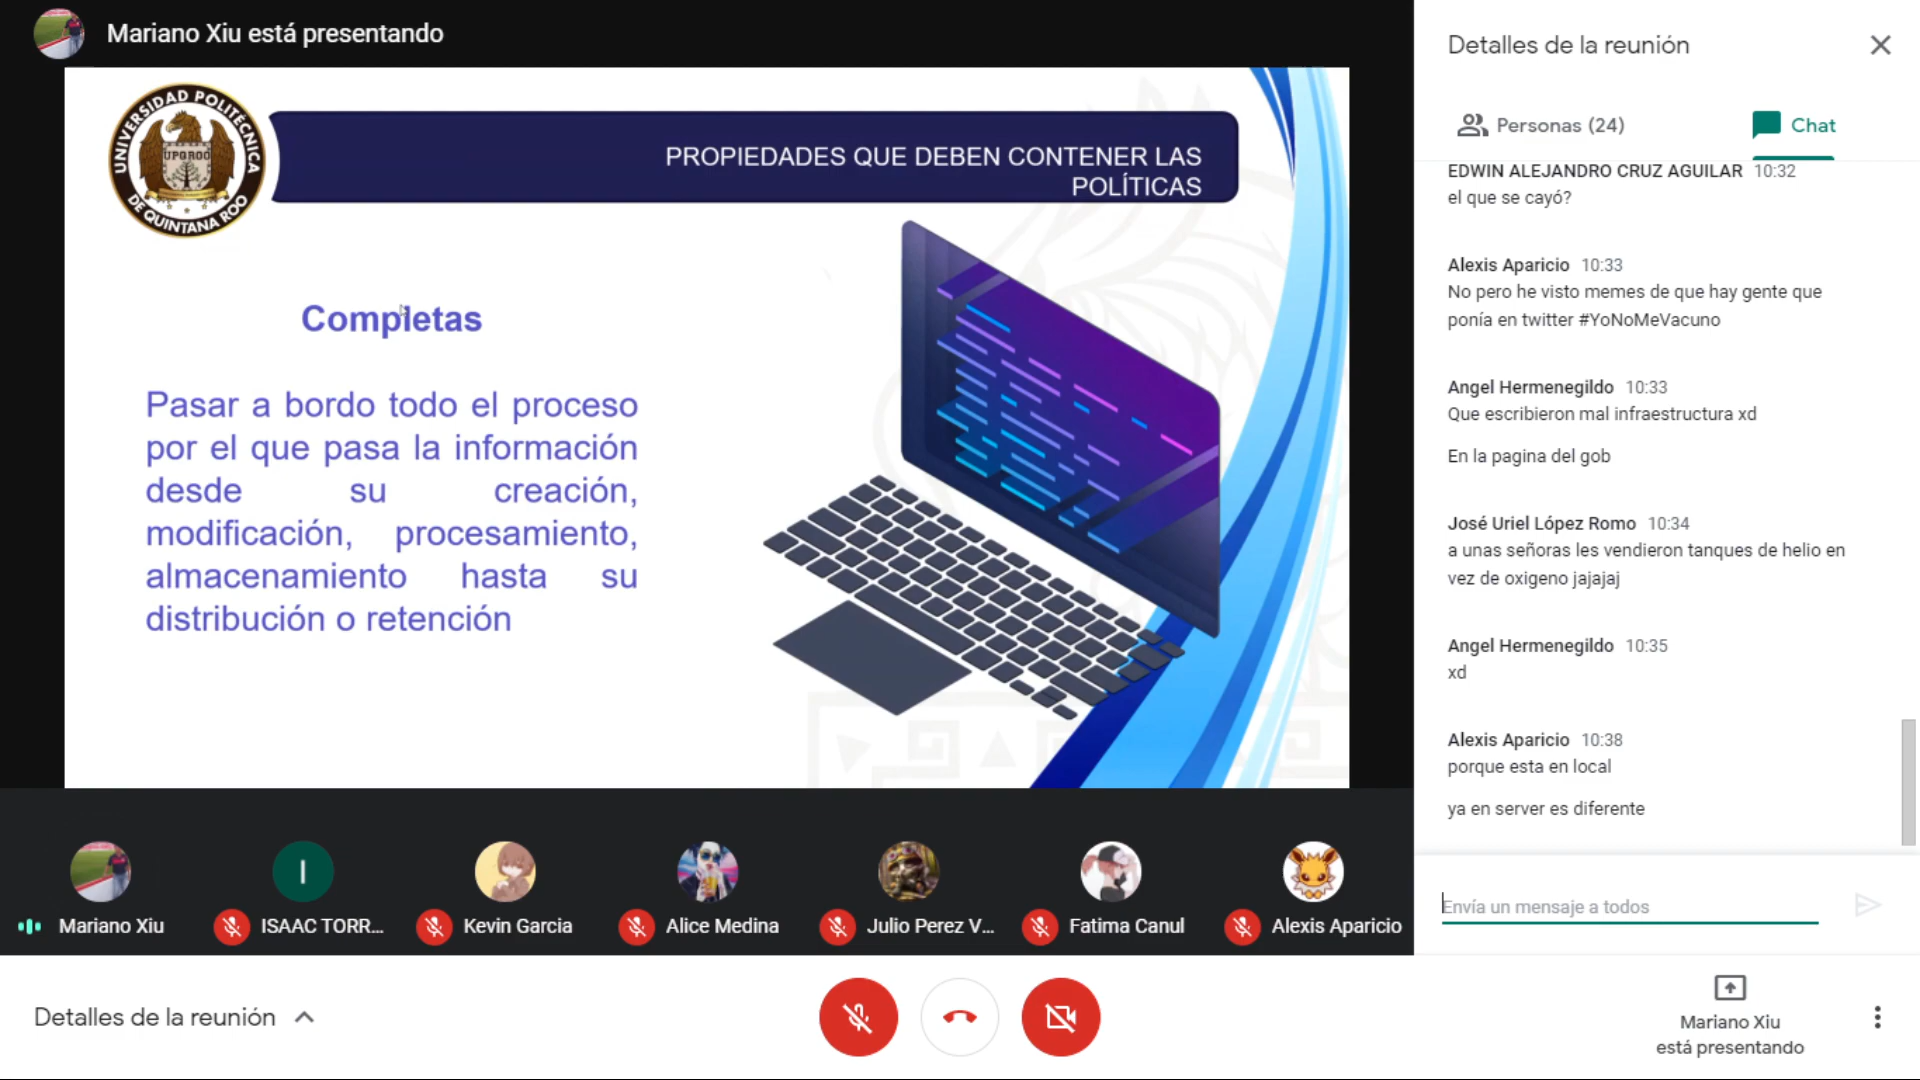 Mariano Xiu está presentando
UNIVERSIDAD POLITÉCNICA
UPQROO
DE QUINTANA ROO
PROPIEDADES QUE DEBEN CONTENER LAS
POLÍTICAS
Completas
Pasar a bordo todo el proceso
por el que pasa la información
desde su creación,
modificación, procesamiento,
almacenamiento hasta su
distribución o retención
I
Mariano Xiu
ISAAC TORR...
Kevin Garcia
Alice Medina
Julio Perez V...
Fatima Canul
Alexis Aparicio
Detalles de la reunión
Personas (24)
Chat
EDWIN ALEJANDRO CRUZ AGUILAR 10:32
el que se cayó?
Alexis Aparicio 10:33
No pero he visto memes de que hay gente que
ponía en twitter #YoNoMeVacuno
Angel Hermenegildo 10:33
Que escribieron mal infraestructura xd
En la pagina del gob
José Uriel López Romo 10:34
a unas señoras les vendieron tanques de helio en
vez de oxigeno jajajaj
Angel Hermenegildo 10:35
xd
Alexis Aparicio 10:38
porque esta en local
ya en server es diferente
Envía un mensaje a todos
Detalles de la reunión
Mariano Xiu
está presentando